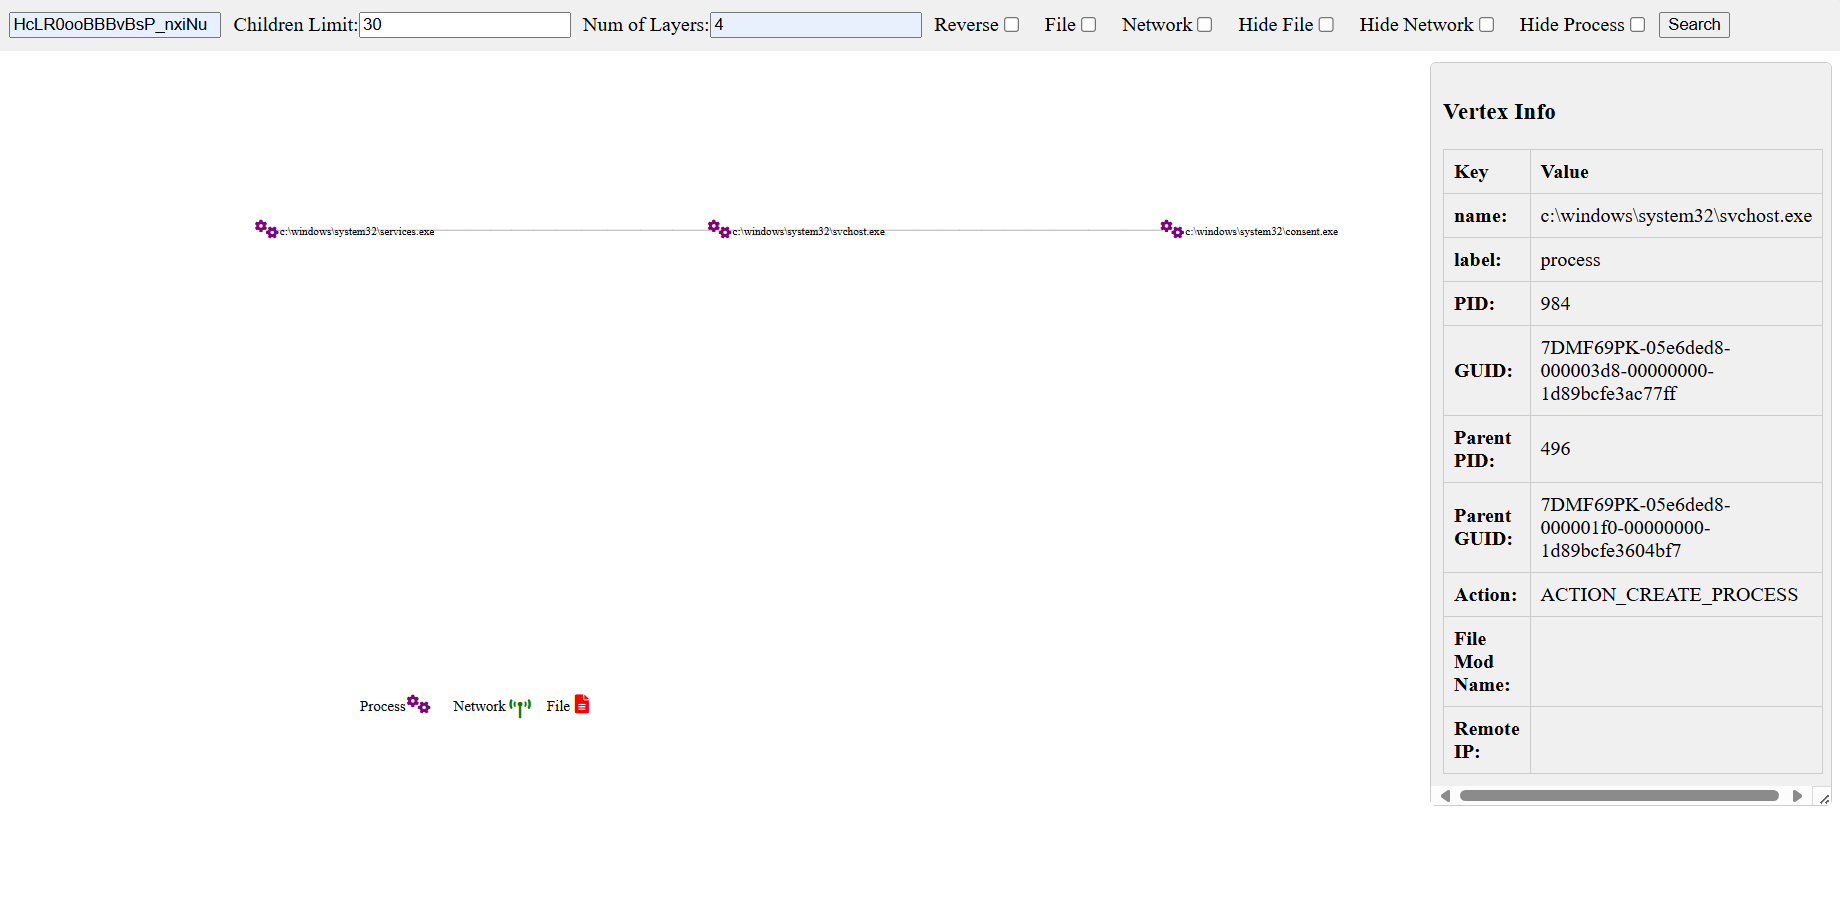 HcLR0ooBBBvBsP_nxiNu Children Limit: 30 Num of Layers: 4 Reverse File Network Hide File Hide Network Hide Process Search
c:\windows\system32\services.exe c:\windows\system32\svchost.exe c:\windows\system32\consent.exe
Process Network File
Vertex Info
Key Value
name: c:\windows\system32\svchost.exe
label: process
PID: 984
GUID: 7DMF69PK-05e6ded8-
000003d8-00000000-
1d89bcfe3ac77ff
Parent
PID: 496
Parent
GUID: 7DMF69PK-05e6ded8-
000001f0-00000000-
1d89bcfe3604bf7
Action: ACTION_CREATE_PROCESS
File
Mod
Name:
Remote
IP: